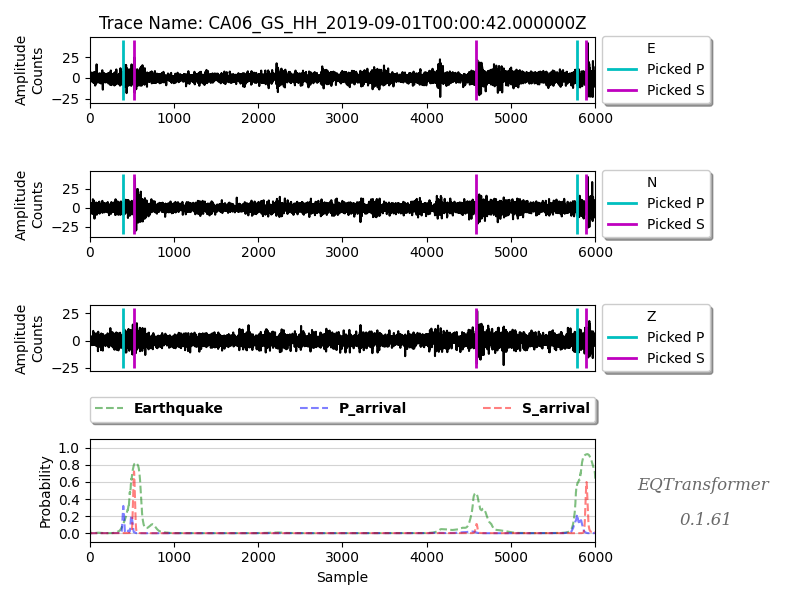 Trace Name: CA06_GS_HH_2019-09-01T00:00:42.000000Z
Amplitude
Counts
25
0
−25
0 1000 2000 3000 4000 5000 6000
E
Picked P
Picked S
Amplitude
Counts
25
0
−25
0 1000 2000 3000 4000 5000 6000
N
Picked P
Picked S
Amplitude
Counts
25
0
−25
0 1000 2000 3000 4000 5000 6000
Z
Picked P
Picked S
Earthquake P_arrival S_arrival
Probability
1.0
0.8
0.6
0.4
0.2
0.0
0 1000 2000 3000 4000 5000 6000
Sample
EQTransformer
0.1.61